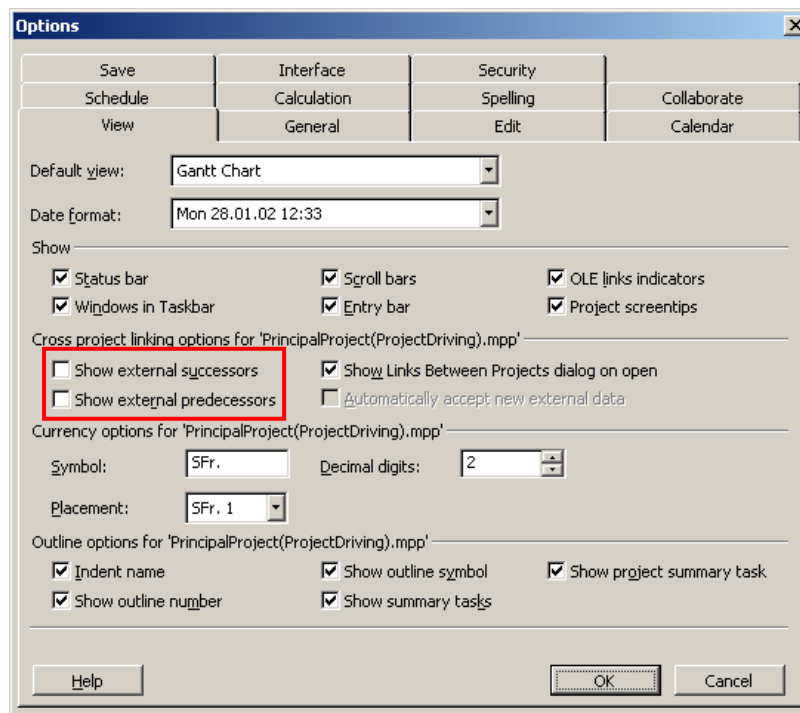 Options
Save Interface Security
Schedule Calculation Spelling Collaborate
View General Edit Calendar
Default view: Gantt Chart
Date format: Mon 28.01.02 12:33
Show
Status bar Scroll bars OLE links indicators
Windows in Taskbar Entry bar Project screentips
Cross project linking options for 'PrincipalProject(ProjectDriving).mpp'
Show external successors Show Links Between Projects dialog on open
Show external predecessors Automatically accept new external data
Currency options for 'PrincipalProject(ProjectDriving).mpp'
Symbol: SFr. Decimal digits: 2
Placement: SFr. 1
Outline options for 'PrincipalProject(ProjectDriving).mpp'
Indent name Show outline symbol Show project summary task
Show outline number Show summary tasks
Help OK Cancel